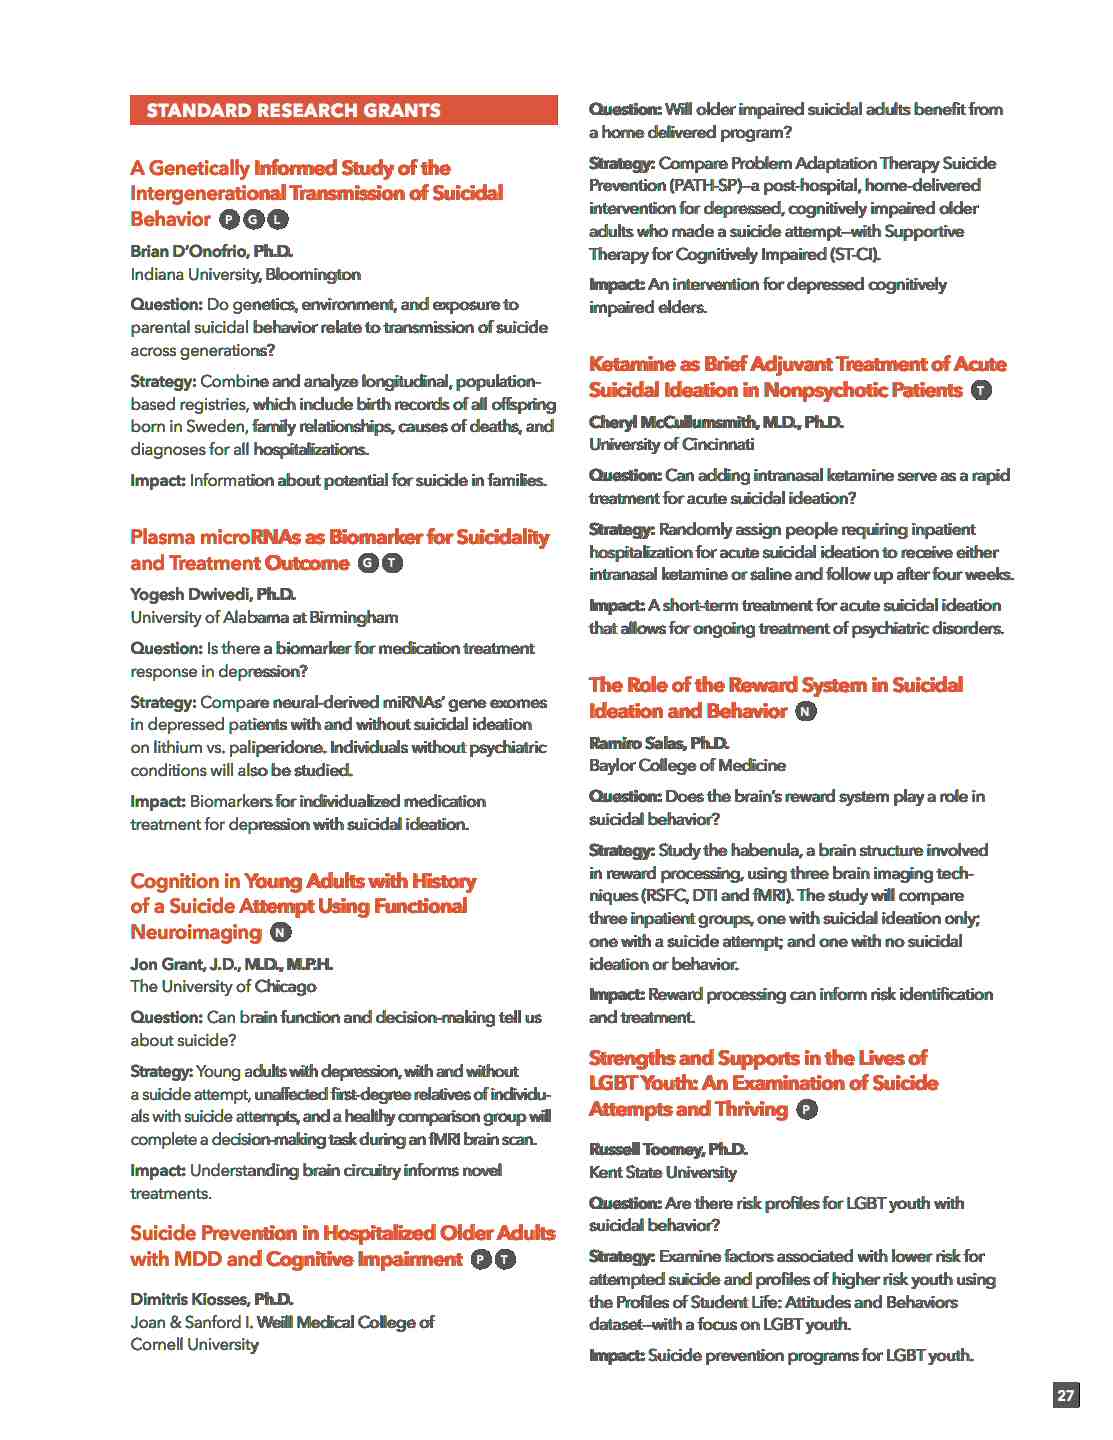 STANDARD RESEARCH GRANTS
A Genetically Informed Study of the
Intergenerational Transmission of Suicidal
Behavior P G L
Brian D’Onofrio, Ph.D.
Indiana University, Bloomington
Question: Do genetics, environment, and exposure to
parental suicidal behavior relate to transmission of suicide
across generations?
Strategy: Combine and analyze longitudinal, population-
based registries, which include birth records of all offspring
born in Sweden, family relationships, causes of deaths, and
diagnoses for all hospitalizations.
Impact: Information about potential for suicide in families.
Plasma microRNAs as Biomarker for Suicidality
and Treatment Outcome G T
Yogesh Dwivedi, Ph.D.
University of Alabama at Birmingham
Question: Is there a biomarker for medication treatment
response in depression?
Strategy: Compare neural-derived miRNAs’ gene exomes
in depressed patients with and without suicidal ideation
on lithium vs. paliperidone. Individuals without psychiatric
conditions will also be studied.
Impact: Biomarkers for individualized medication
treatment for depression with suicidal ideation.
Cognition in Young Adults with History
of a Suicide Attempt Using Functional
Neuroimaging N
Jon Grant, J.D., M.D., M.P.H.
The University of Chicago
Question: Can brain function and decision-making tell us
about suicide?
Strategy: Young adults with depression, with and without
a suicide attempt, unaffected first-degree relatives of individu-
als with suicide attempts, and a healthy comparison group will
complete a decision-making task during an fMRI brain scan.
Impact: Understanding brain circuitry informs novel
treatments.
Suicide Prevention in Hospitalized Older Adults
with MDD and Cognitive Impairment P T
Dimitris Kiosses, Ph.D.
Joan & Sanford I. Weill Medical College of
Cornell University
Question: Will older impaired suicidal adults benefit from
a home delivered program?
Strategy: Compare Problem Adaptation Therapy Suicide
Prevention (PATH-SP)–a post-hospital, home-delivered
intervention for depressed, cognitively impaired older
adults who made a suicide attempt–with Supportive
Therapy for Cognitively Impaired (ST-CI).
Impact: An intervention for depressed cognitively
impaired elders.
Ketamine as Brief Adjuvant Treatment of Acute
Suicidal Ideation in Nonpsychotic Patients T
Cheryl McCullumsmith, M.D., Ph.D.
University of Cincinnati
Question: Can adding intranasal ketamine serve as a rapid
treatment for acute suicidal ideation?
Strategy: Randomly assign people requiring inpatient
hospitalization for acute suicidal ideation to receive either
intranasal ketamine or saline and follow up after four weeks.
Impact: A short-term treatment for acute suicidal ideation
that allows for ongoing treatment of psychiatric disorders.
The Role of the Reward System in Suicidal
Ideation and Behavior N
Ramiro Salas, Ph.D.
Baylor College of Medicine
Question: Does the brain’s reward system play a role in
suicidal behavior?
Strategy: Study the habenula, a brain structure involved
in reward processing, using three brain imaging tech-
niques (RSFC, DTI and fMRI). The study will compare
three inpatient groups, one with suicidal ideation only;
one with a suicide attempt; and one with no suicidal
ideation or behavior.
Impact: Reward processing can inform risk identification
and treatment.
Strengths and Supports in the Lives of
LGBT Youth: An Examination of Suicide
Attempts and Thriving P
Russell Toomey, Ph.D.
Kent State University
Question: Are there risk profiles for LGBT youth with
suicidal behavior?
Strategy: Examine factors associated with lower risk for
attempted suicide and profiles of higher risk youth using
the Profiles of Student Life: Attitudes and Behaviors
dataset–with a focus on LGBT youth.
Impact: Suicide prevention programs for LGBT youth.
27